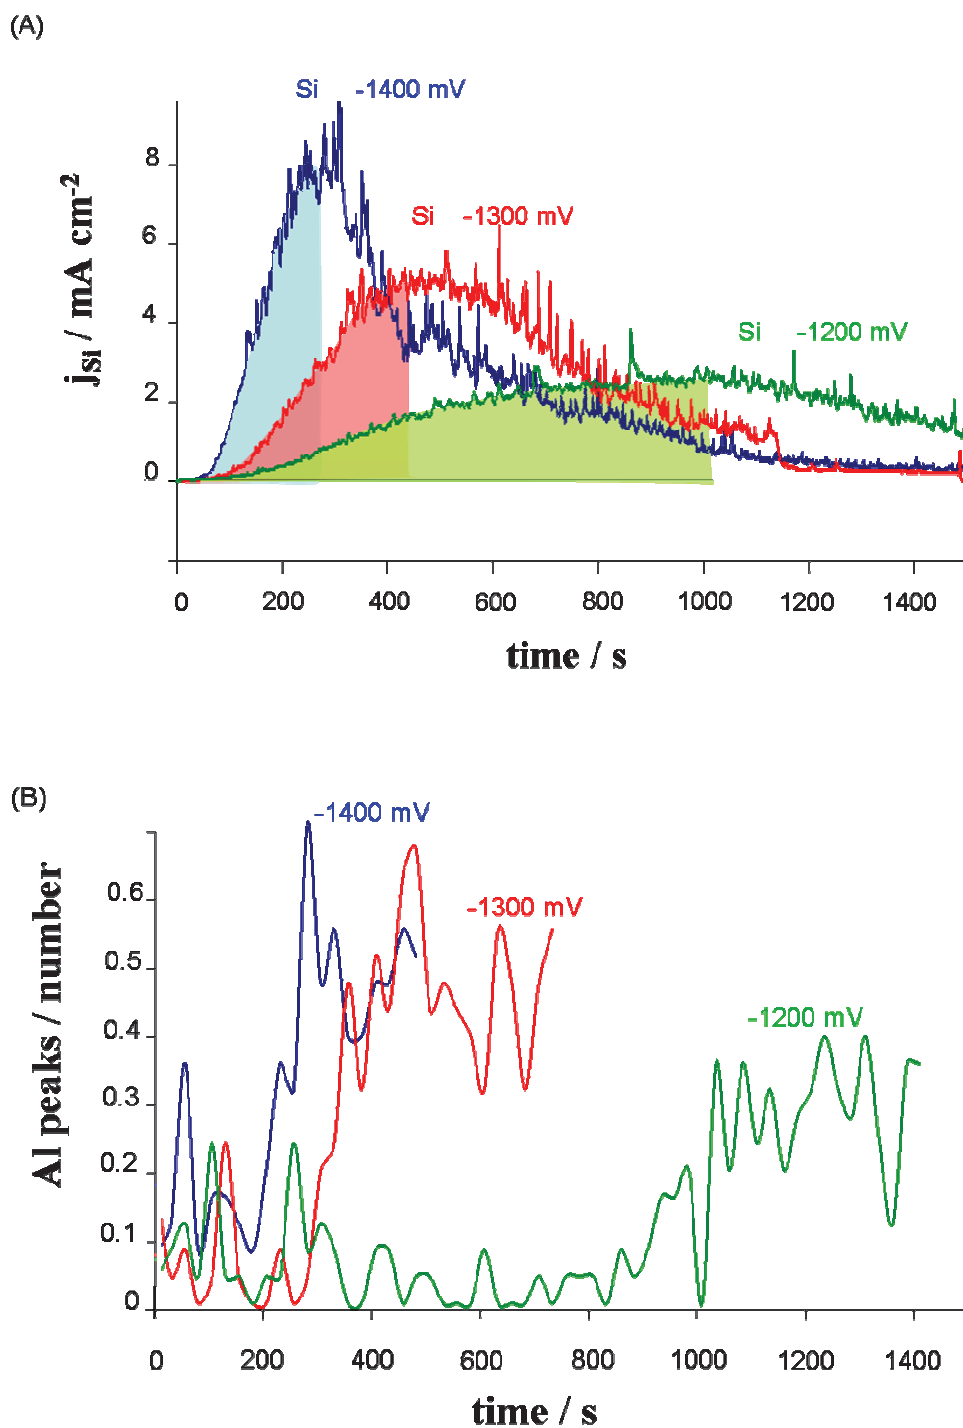 (A)
Si -1400 mV
Si -1300 mV
Si -1200 mV
j_Si / mA cm⁻²
8
6
4
2
0
0 200 400 600 800 1000 1200 1400
time / s
(B)
-1400 mV
-1300 mV
-1200 mV
Al peaks / number
0.6
0.5
0.4
0.3
0.2
0.1
0
0 200 400 600 800 1000 1200 1400
time / s